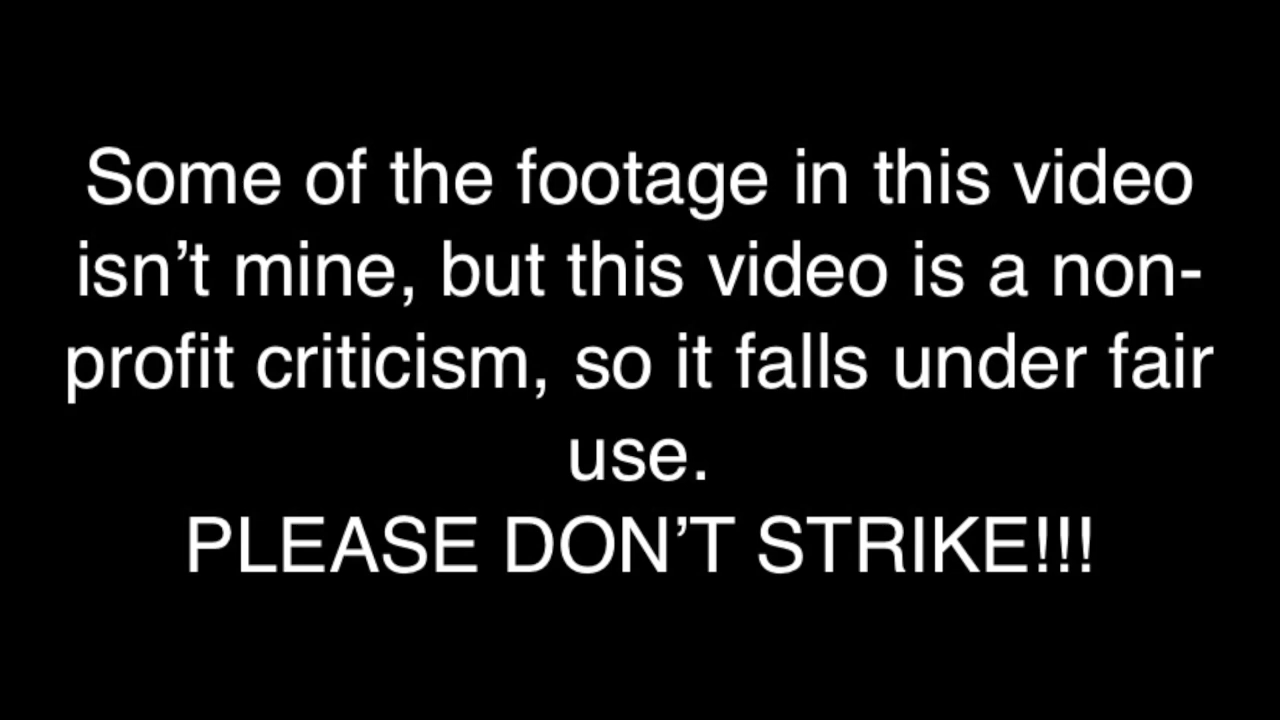 Some of the footage in this video
isn’t mine, but this video is a non-
profit criticism, so it falls under fair
use.
PLEASE DON’T STRIKE!!!